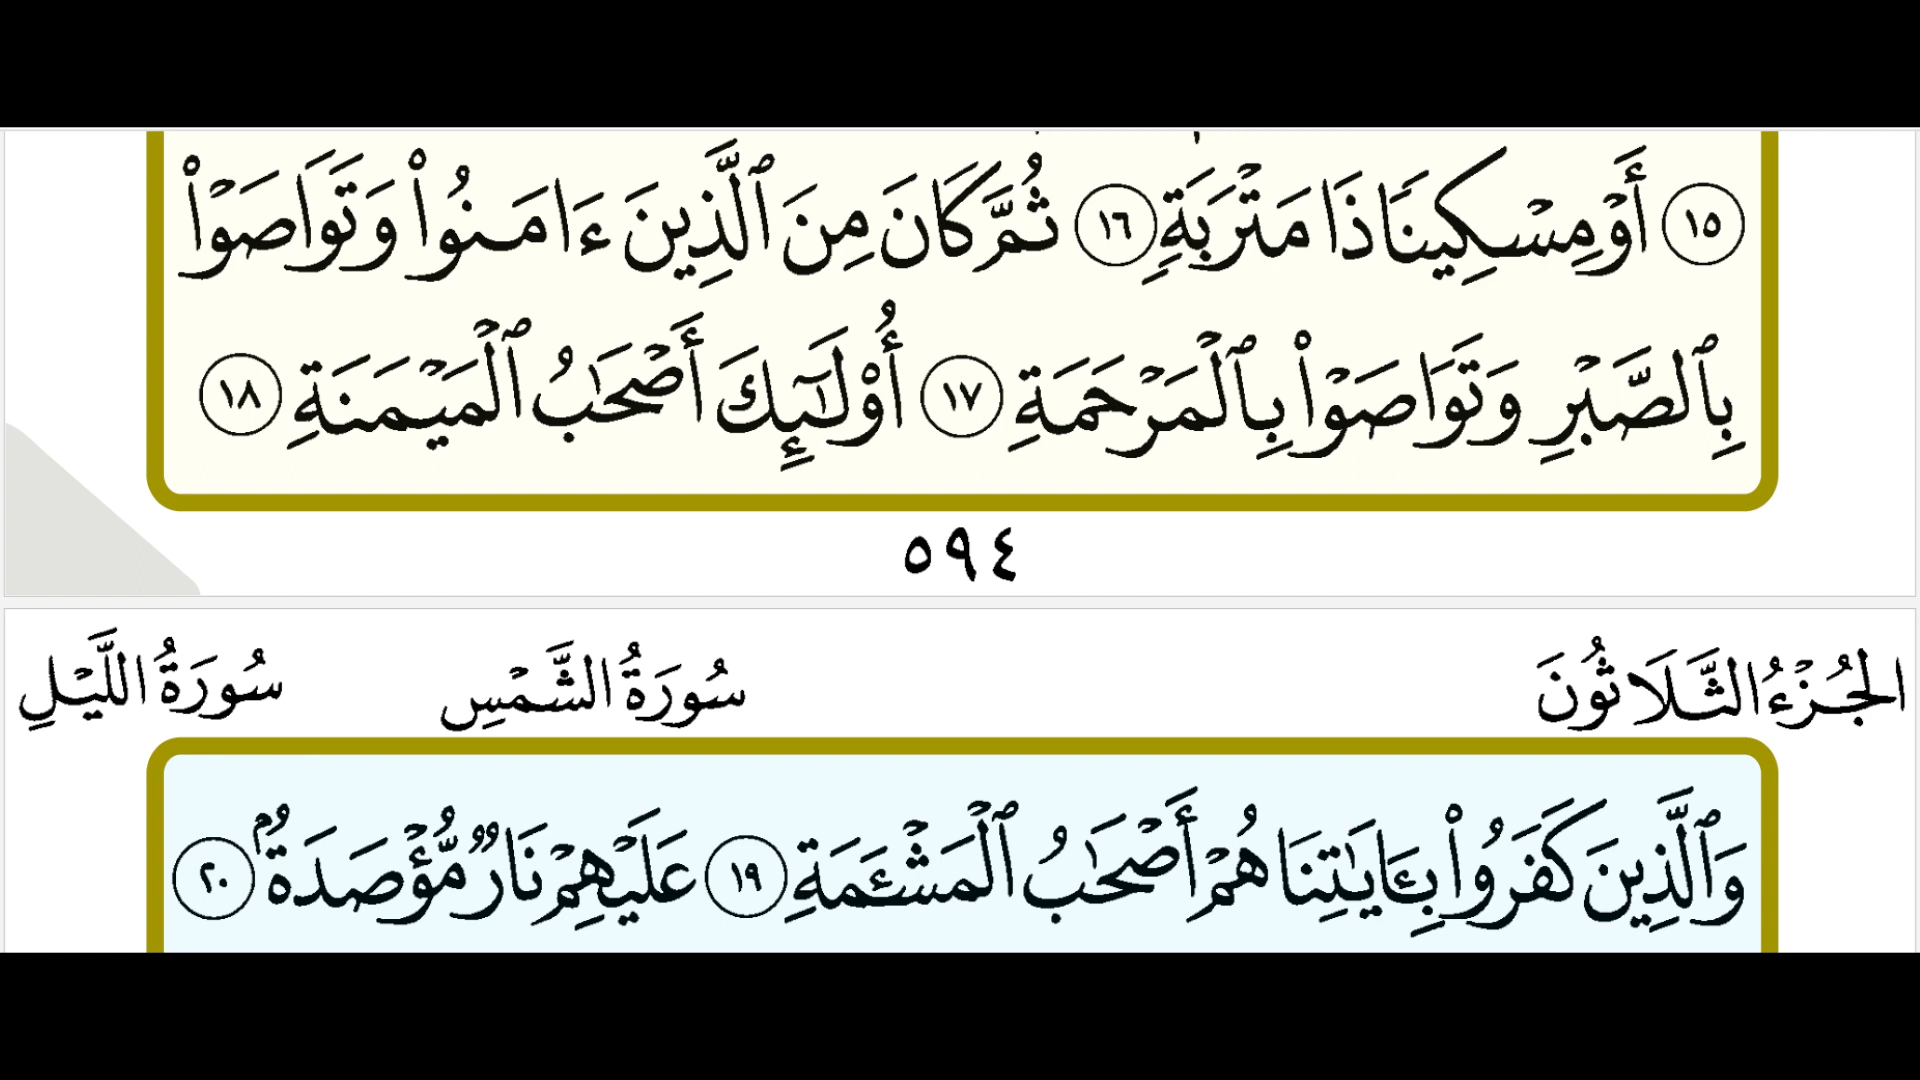 ١٥ أَوْ مِسْكِينًا ذَا مَتْرَبَةٍ ١٦ ثُمَّ كَانَ مِنَ ٱلَّذِينَ ءَامَنُوا۟ وَتَوَاصَوْا۟
بِٱلصَّبْرِ وَتَوَاصَوْا۟ بِٱلْمَرْحَمَةِ ١٧ أُو۟لَـٰٓئِكَ أَصْحَـٰبُ ٱلْمَيْمَنَةِ ١٨
٥٩٤
الجُزْءُ الثَّلَاثُونَ سُورَةُ الشَّمْسِ سُورَةُ اللَّيْلِ
وَٱلَّذِينَ كَفَرُوا۟ بِـَٔايَـٰتِنَا هُمْ أَصْحَـٰبُ ٱلْمَشْـَٔمَةِ ١٩ عَلَيْهِمْ نَارٌ مُّؤْصَدَةٌۢ ٢٠